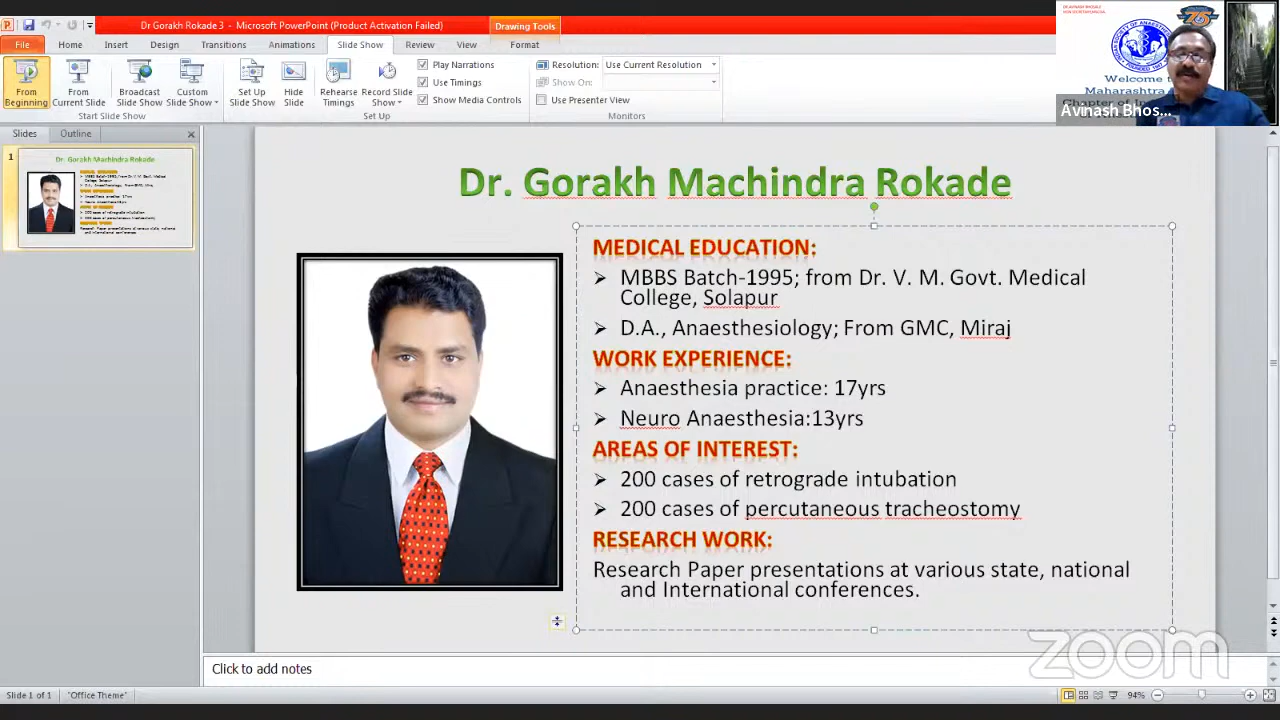 Dr Gorakh Rokade 3 - Microsoft PowerPoint (Product Activation Failed)
Drawing Tools
File Home Insert Design Transitions Animations Slide Show Review View Format
From Beginning
From Current Slide
Broadcast Slide Show
Custom Slide Show
Start Slide Show
Set Up Slide Show
Hide Slide
Rehearse Timings
Record Slide Show
Play Narrations
Use Timings
Show Media Controls
Set Up
Resolution: Use Current Resolution
Show On:
Use Presenter View
Monitors
Welcome t
Maharashtra
Chapter of I
Avinash Bhos...
Slides Outline
1
Dr. Gorakh Machindra Rokade
MEDICAL EDUCATION:
MBBS Batch-1995; from Dr. V. M. Govt. Medical
College, Solapur
D.A., Anaesthesiology; From GMC, Miraj
WORK EXPERIENCE:
Anaesthesia practice: 17yrs
Neuro Anaesthesia:13yrs
AREAS OF INTEREST:
200 cases of retrograde intubation
200 cases of percutaneous tracheostomy
RESEARCH WORK:
Research Paper presentations at various state, national
and International conferences.
zoom
Click to add notes
Slide 1 of 1 "Office Theme" 94%